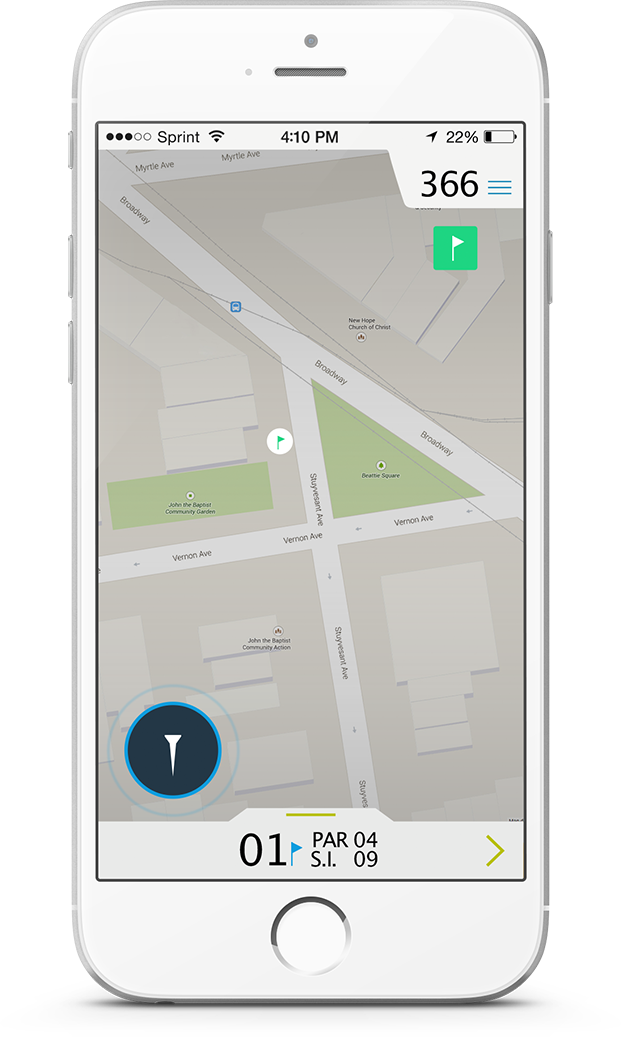 Sprint 4:10 PM 22%
366
Myrtle Ave
Myrtle Ave
Broadway
New Hope
Church of Christ
Broadway
Broadway
Beattie Square
Stuyvesant Ave
John the Baptist
Community Garden
Vernon Ave
Vernon Ave
Vernon Ave
John the Baptist
Community Action
Stuyvesant Ave
Stuyves
01 PAR 04
S.I. 09